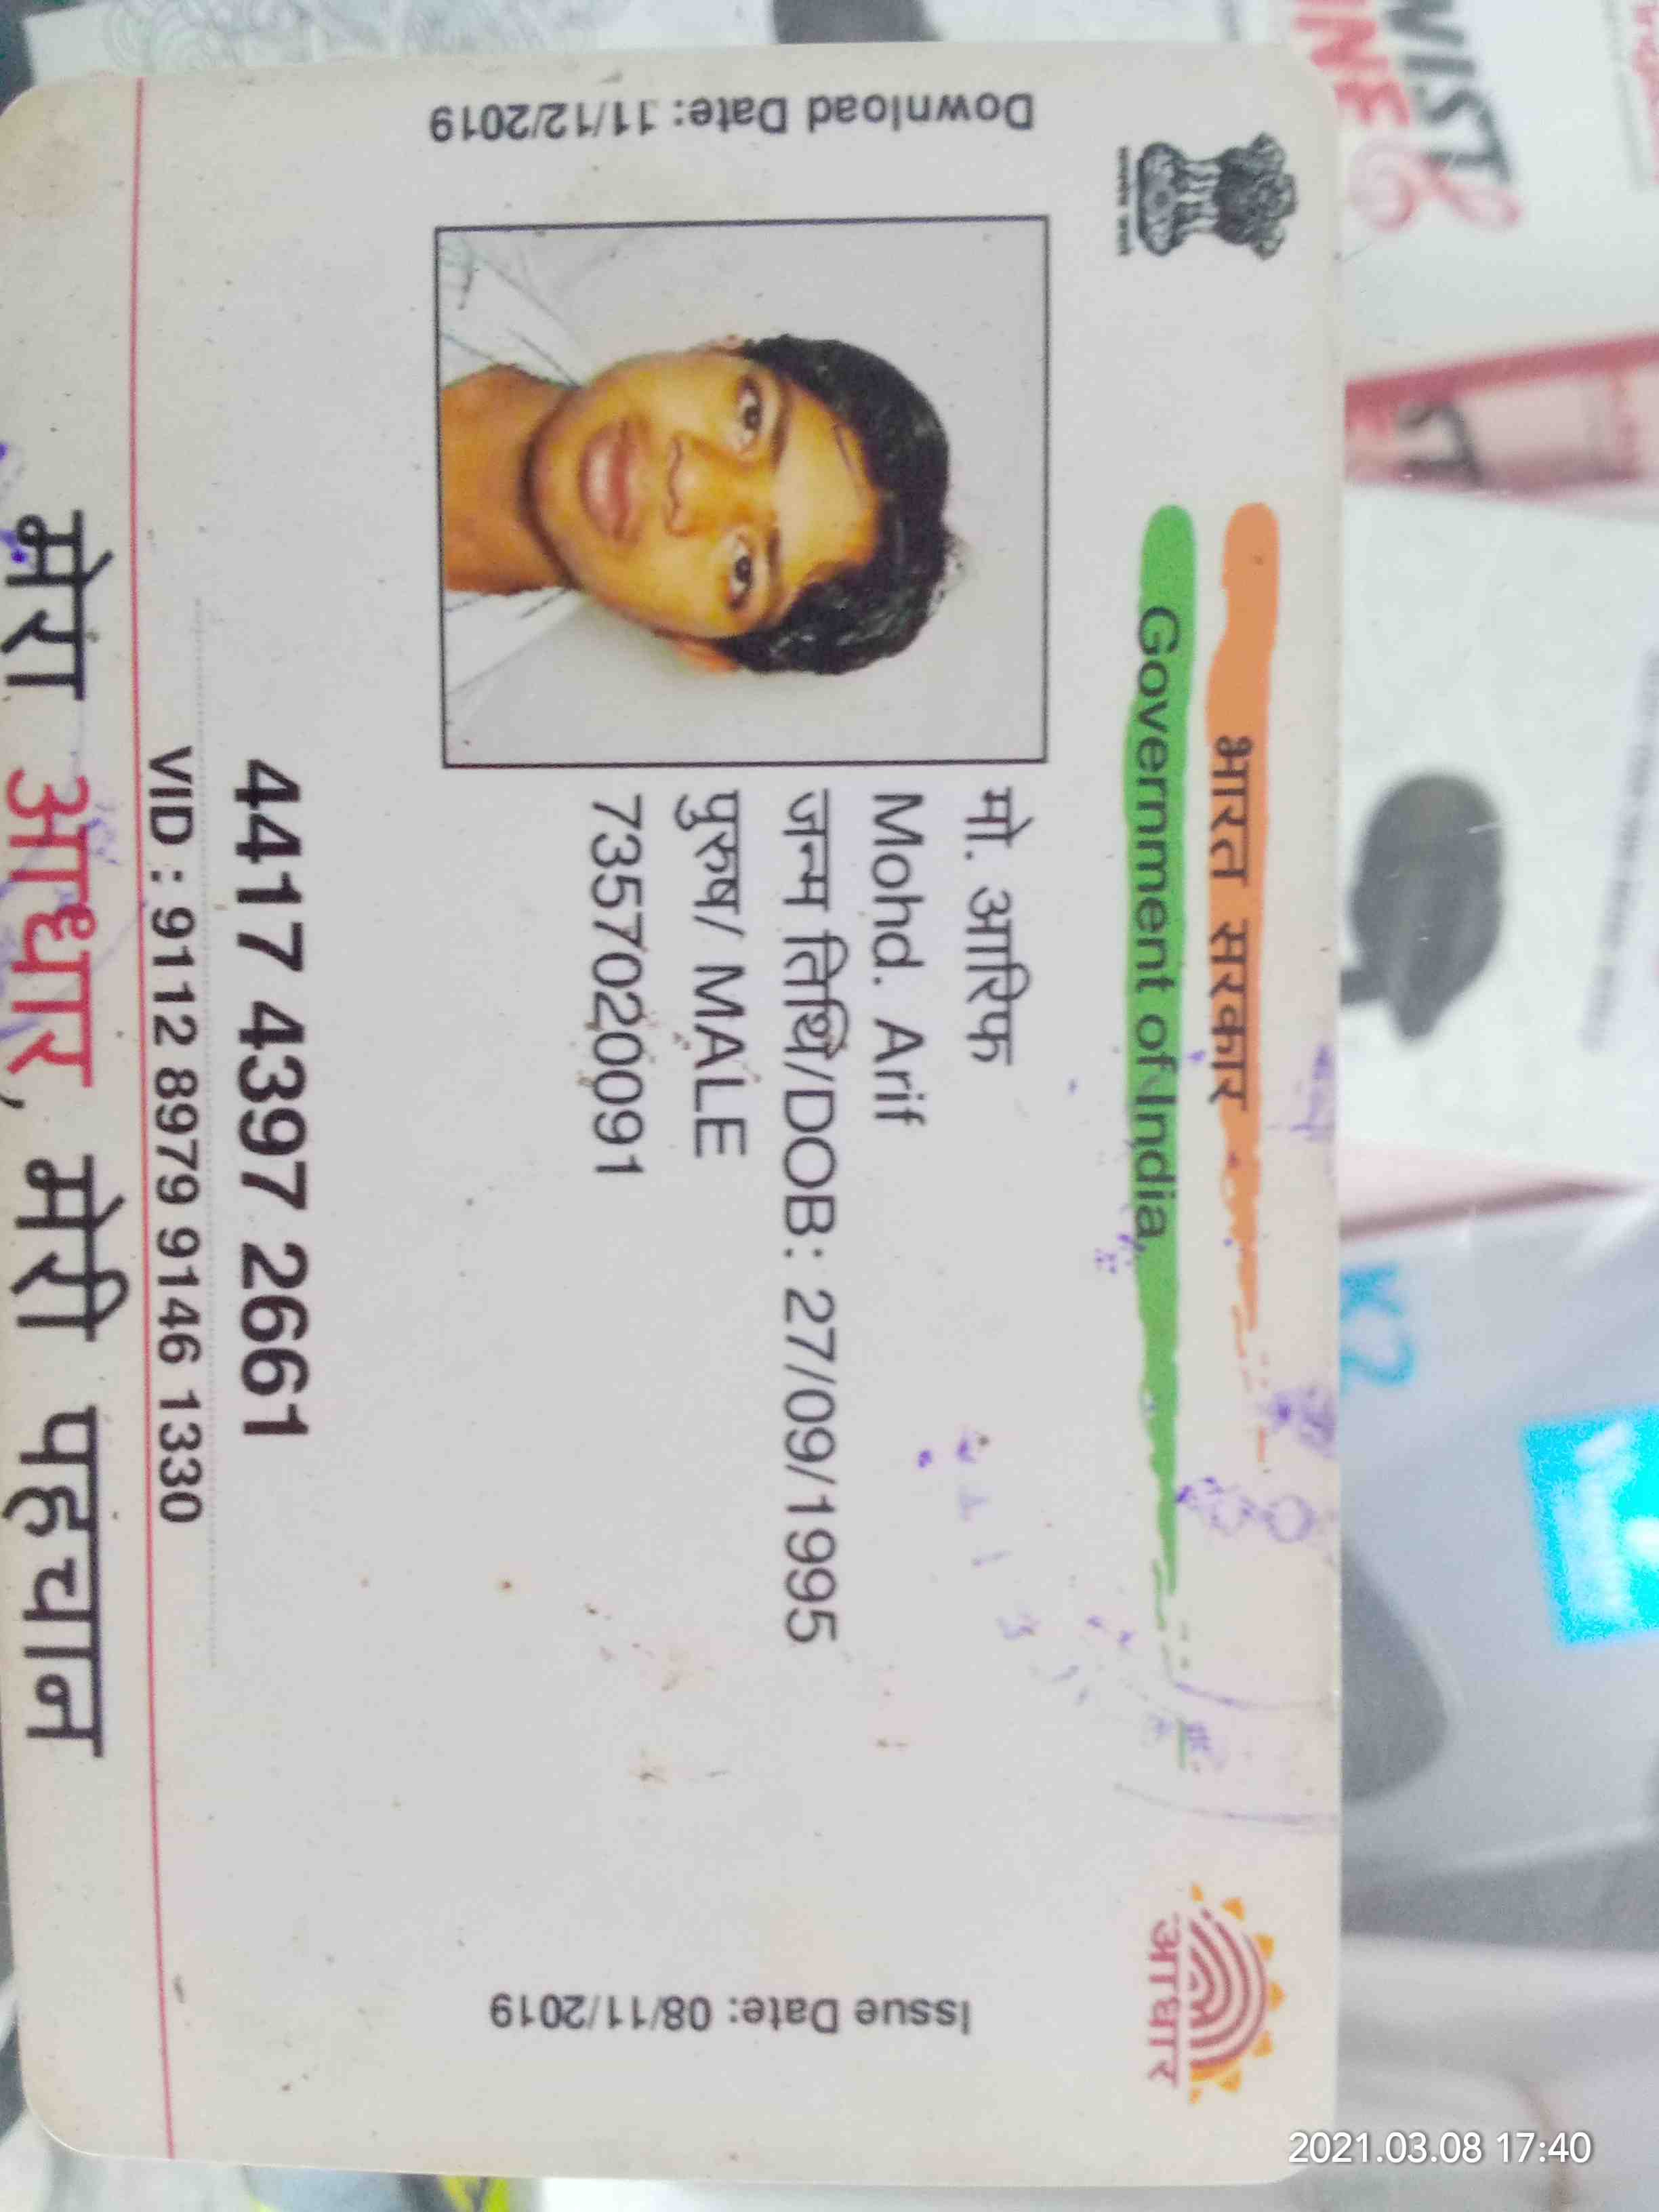 भारत सरकार
Government of India
Download Date: 11/12/2019
मो. आरिफ
Mohd. Arif
जन्म तिथि/DOB: 27/09/1995
पुरुष/ MALE
7357020091
Issue Date: 08/11/2019
आधार
4417 4397 2661
VID : 9112 8979 9146 1330
मेरा आधार, मेरी पहचान
K2
2021.03.08 17:40